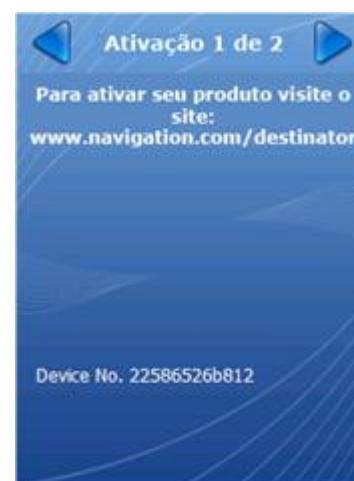 Ativação 1 de 2
Para ativar seu produto visite o
site:
www.navigation.com/destinator
Device No. 22586526b812